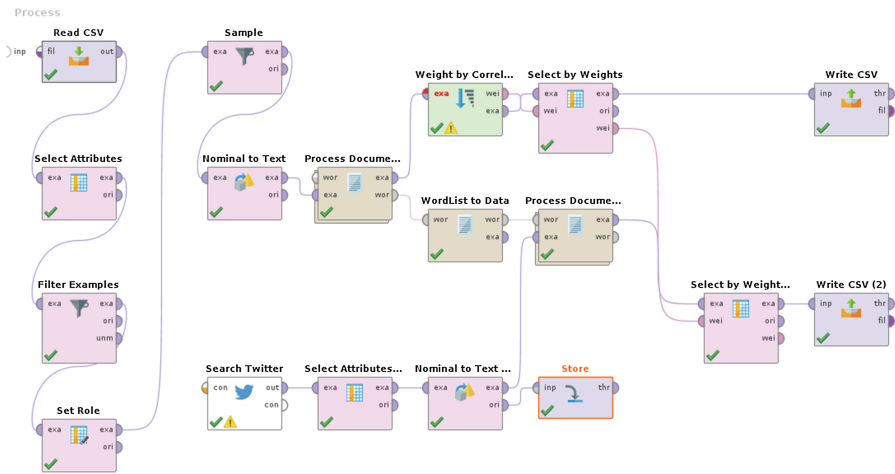 Process
Read CSV
inp
fil out
Select Attributes
exa exa
ori
Filter Examples
exa exa
ori
unm
Set Role
exa exa
ori
Sample
exa exa
ori
Nominal to Text
exa exa
ori
Process Docume...
wor exa
exa wor
Weight by Correl...
exa wei
exa
Select by Weights
exa exa
wei ori
wei
Write CSV
inp thr
fil
WordList to Data
wor wor
exa
Process Docume...
wor exa
exa wor
Select by Weight...
exa exa
wei ori
wei
Write CSV (2)
inp thr
fil
Search Twitter
con out
con
Select Attributes...
exa exa
ori
Nominal to Text ...
exa exa
ori
Store
inp thr